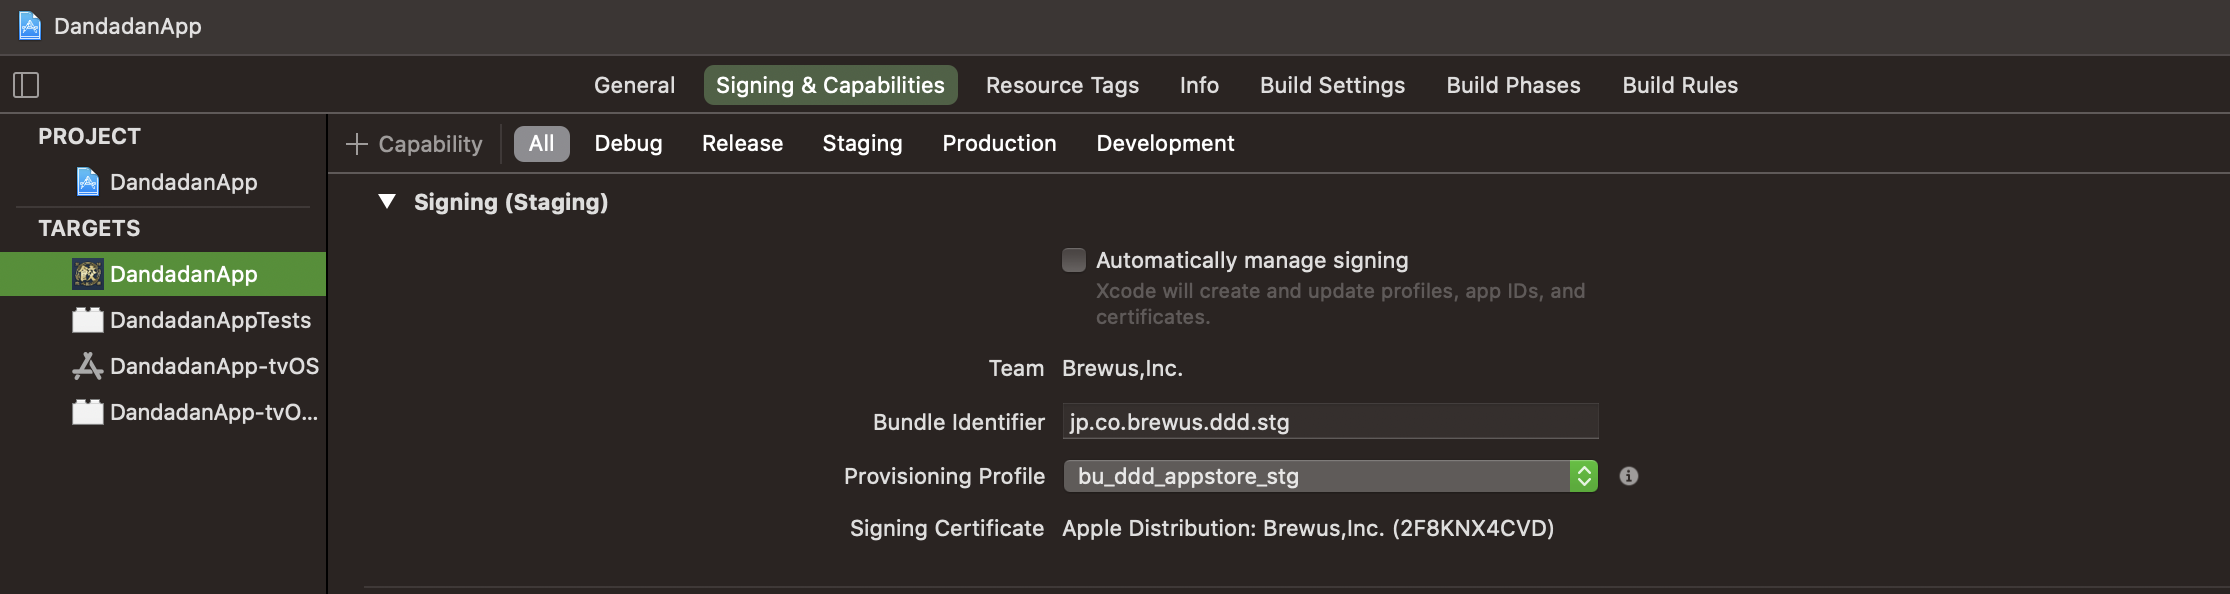 DandadanApp
General Signing & Capabilities Resource Tags Info Build Settings Build Phases Build Rules
PROJECT
DandadanApp
TARGETS
DandadanApp
DandadanAppTests
DandadanApp-tvOS
DandadanApp-tvO...
+ Capability All Debug Release Staging Production Development
Signing (Staging)
Automatically manage signing
Xcode will create and update profiles, app IDs, and
certificates.
Team Brewus,Inc.
Bundle Identifier jp.co.brewus.ddd.stg
Provisioning Profile bu_ddd_appstore_stg
Signing Certificate Apple Distribution: Brewus,Inc. (2F8KNX4CVD)